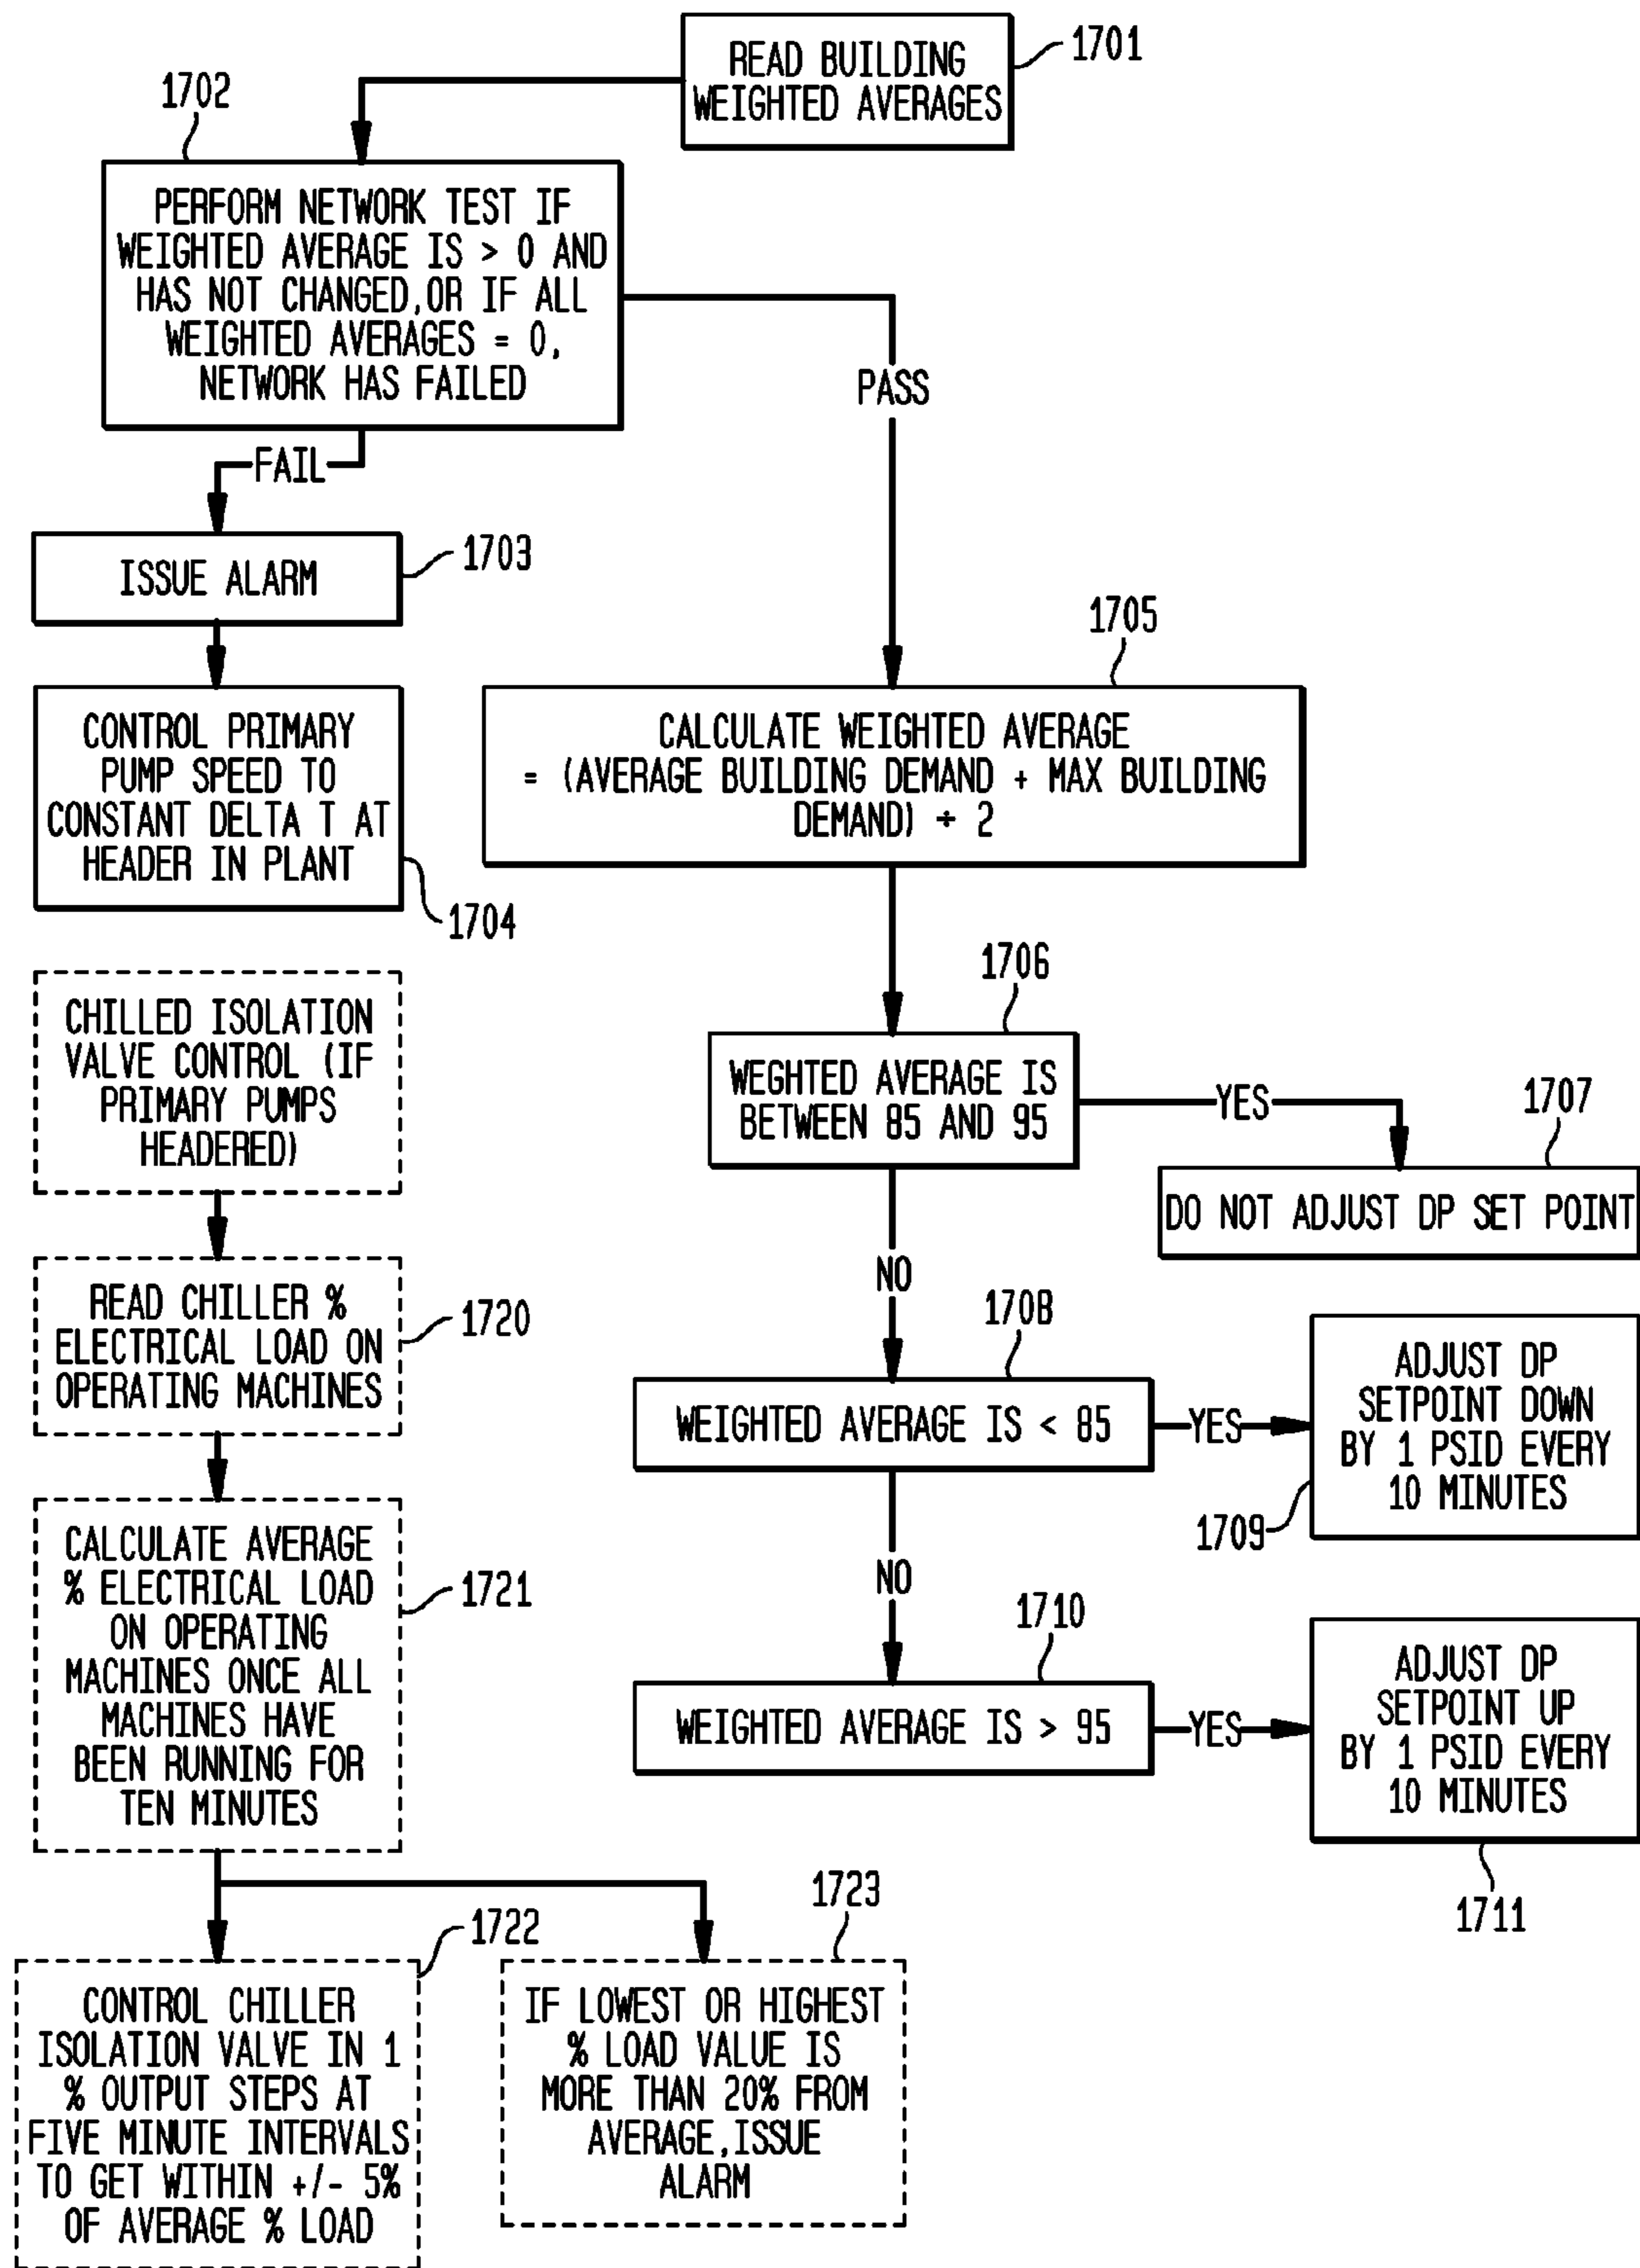 READ BUILDING
WEIGHTED AVERAGES
1701
1702
PERFORM NETWORK TEST IF
WEIGHTED AVERAGE IS > 0 AND
HAS NOT CHANGED,OR IF ALL
WEIGHTED AVERAGES = 0,
NETWORK HAS FAILED
PASS
FAIL
ISSUE ALARM
1703
CONTROL PRIMARY
PUMP SPEED TO
CONSTANT DELTA T AT
HEADER IN PLANT
1704
1705
CALCULATE WEIGHTED AVERAGE
= (AVERAGE BUILDING DEMAND + MAX BUILDING
DEMAND) ÷ 2
1706
WEGHTED AVERAGE IS
BETWEEN 85 AND 95
YES
1707
DO NOT ADJUST DP SET POINT
NO
1708
WEIGHTED AVERAGE IS < 85
YES
ADJUST DP
SETPOINT DOWN
BY 1 PSID EVERY
10 MINUTES
1709
NO
1710
WEIGHTED AVERAGE IS > 95
YES
ADJUST DP
SETPOINT UP
BY 1 PSID EVERY
10 MINUTES
1711
CHILLED ISOLATION
VALVE CONTROL (IF
PRIMARY PUMPS
HEADERED)
READ CHILLER %
ELECTRICAL LOAD ON
OPERATING MACHINES
1720
CALCULATE AVERAGE
% ELECTRICAL LOAD
ON OPERATING
MACHINES ONCE ALL
MACHINES HAVE
BEEN RUNNING FOR
TEN MINUTES
1721
1722
CONTROL CHILLER
ISOLATION VALVE IN 1
% OUTPUT STEPS AT
FIVE MINUTE INTERVALS
TO GET WITHIN +/- 5%
OF AVERAGE % LOAD
1723
IF LOWEST OR HIGHEST
% LOAD VALUE IS
MORE THAN 20% FROM
AVERAGE,ISSUE
ALARM